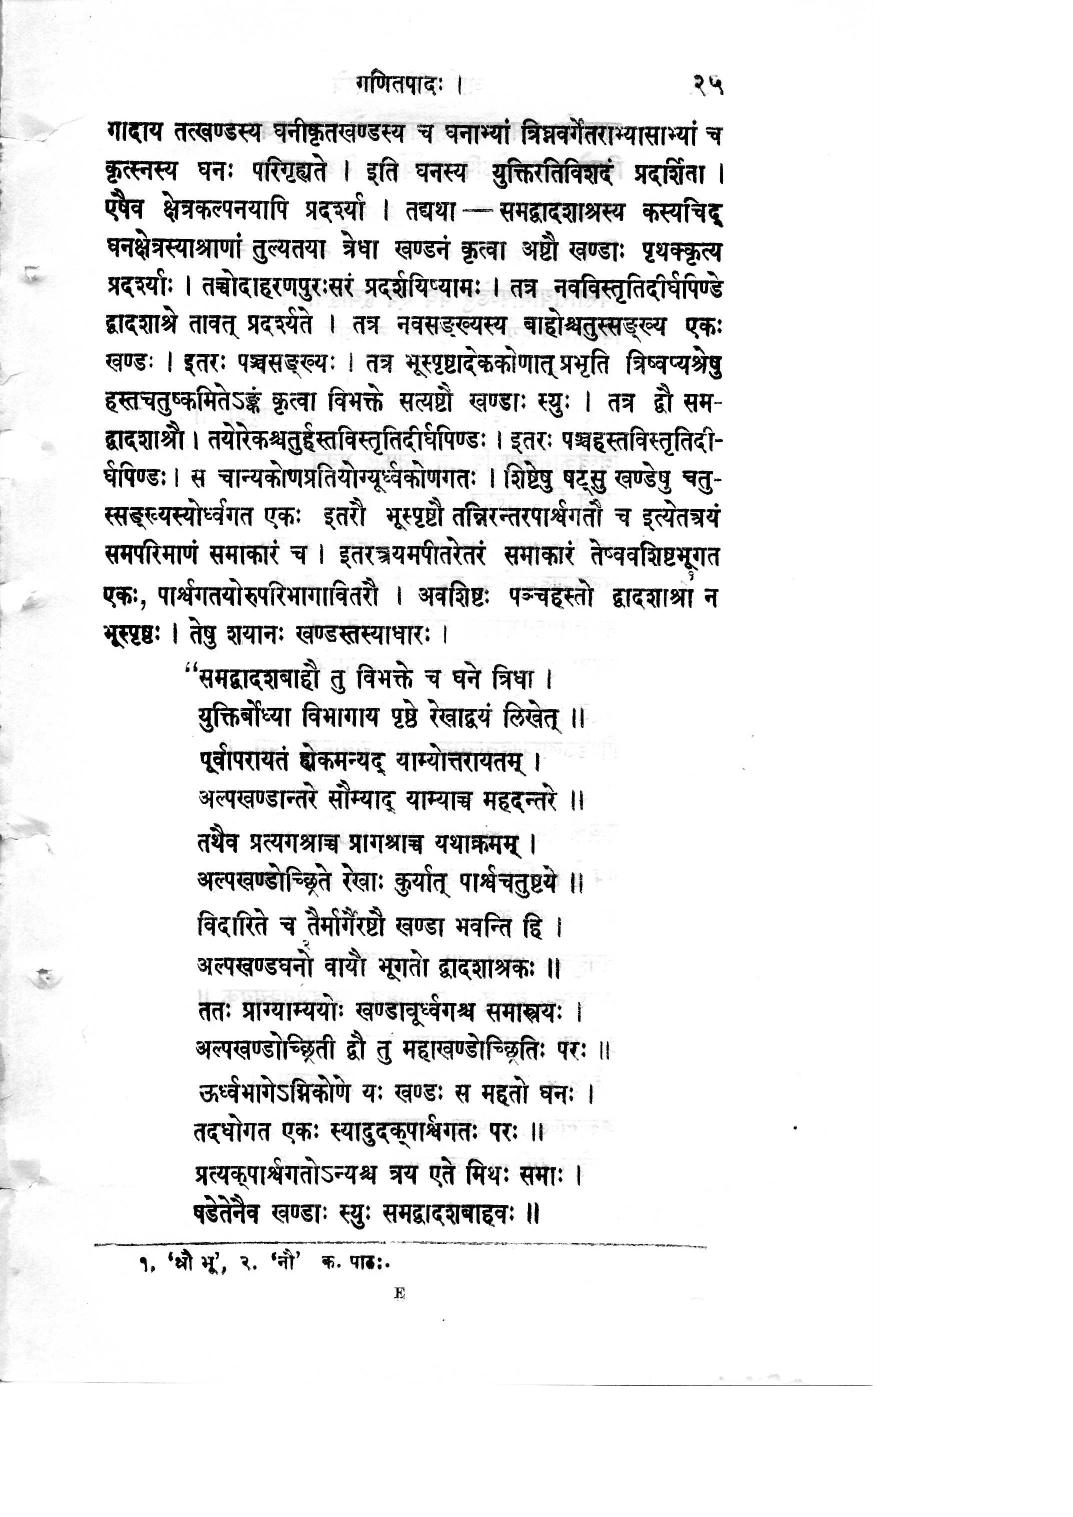 गणितपादः । २५
गादाय तत्खण्डस्य घनीकृतखण्डस्य च घनाभ्यां त्रिघ्नवर्गेतराभ्यासाभ्यां च
कृत्स्नस्य घनः परिगृह्यते । इति घनस्य युक्तिरतिविशदं प्रदर्शिता ।
एषैव क्षेत्रकल्पनयापि प्रदर्श्या । तद्यथा — समद्वादशाश्रस्य कस्यचिद्
घनक्षेत्रस्याश्राणां तुल्यतया त्रेधा खण्डनं कृत्वा अष्टौ खण्डाः पृथक्कृत्य
प्रदर्श्याः । तच्चोदाहरणपुरःसरं प्रदर्शयिष्यामः । तत्र नवविस्तृतिदीर्घपिण्डे
द्वादशाश्रे तावत् प्रदर्श्यते । तत्र नवसङ्ख्यस्य बाहोश्चतुस्सङ्ख्य एकः
खण्डः । इतरः पञ्चसङ्ख्यः । तत्र भूस्पृष्टादेककोणात् प्रभृति त्रिष्वप्यश्रेषु
हस्तचतुष्कमितेऽङ्कं कृत्वा विभक्ते सत्यष्टौ खण्डाः स्युः । तत्र द्वौ सम-
द्वादशाश्रौ । तयोरेकश्चतुर्हस्तविस्तृतिदीर्घपिण्डः । इतरः पञ्चहस्तविस्तृतिदी-
र्घपिण्डः । स चान्यकोणप्रतियोग्यूर्ध्वकोणगतः । शिष्टेषु षट्सु खण्डेषु चतु-
स्सङ्ख्यस्योर्ध्वगत एकः इतरौ भूस्पृष्टौ तन्निरन्तरपार्श्वगतौ च इत्येतत्रयं
समपरिमाणं समाकारं च । इतरत्रयमपीतरेतरं समाकारं तेष्ववशिष्टभूगत
एकः, पार्श्वगतयोरुपरिभागावितरौ । अवशिष्टः पञ्चहस्तो द्वादशाश्रो१ न
भूस्पृष्ठः । तेषु शयानः खण्डस्तस्याधारः ।
“समद्वादशबाहौ तु विभक्ते च घने त्रिधा ।
युक्तिर्बोध्या विभागाय पृष्ठे रेखाद्वयं लिखेत् ॥
पूर्वापरायतं ह्येकमन्यद् याम्योत्तरायतम् ।
अल्पखण्डान्तरे सौम्याद् याम्याच्च महदन्तरे ॥
तथैव प्रत्यगश्राच्च प्रागश्राच्च यथाक्रमम् ।
अल्पखण्डोच्छ्रिते रेखाः कुर्यात् पार्श्वचतुष्टये ॥
विदारिते च तैर्मार्गैरष्टौ खण्डा भवन्ति हि ।
अल्पखण्डघनो२ वायौ भूगतो द्वादशाश्रकः ॥
ततः प्राग्याम्ययोः खण्डावूर्ध्वगश्च समास्त्रयः ।
अल्पखण्डोच्छ्रिती द्वौ तु महाखण्डोच्छ्रितिः परः ॥
ऊर्ध्वभागेऽग्निकोणे यः खण्डः स महतो घनः ।
तदधोगत एकः स्यादुदक्पार्श्वगतः परः ॥
प्रत्यक्पार्श्वगतोऽन्यश्च त्रय एते मिथः समाः ।
षडेतेनैव खण्डाः स्युः समद्वादशबाहवः ॥
१. ‘श्रौ भू’, २. ‘नौ’ क. पाठः.
E